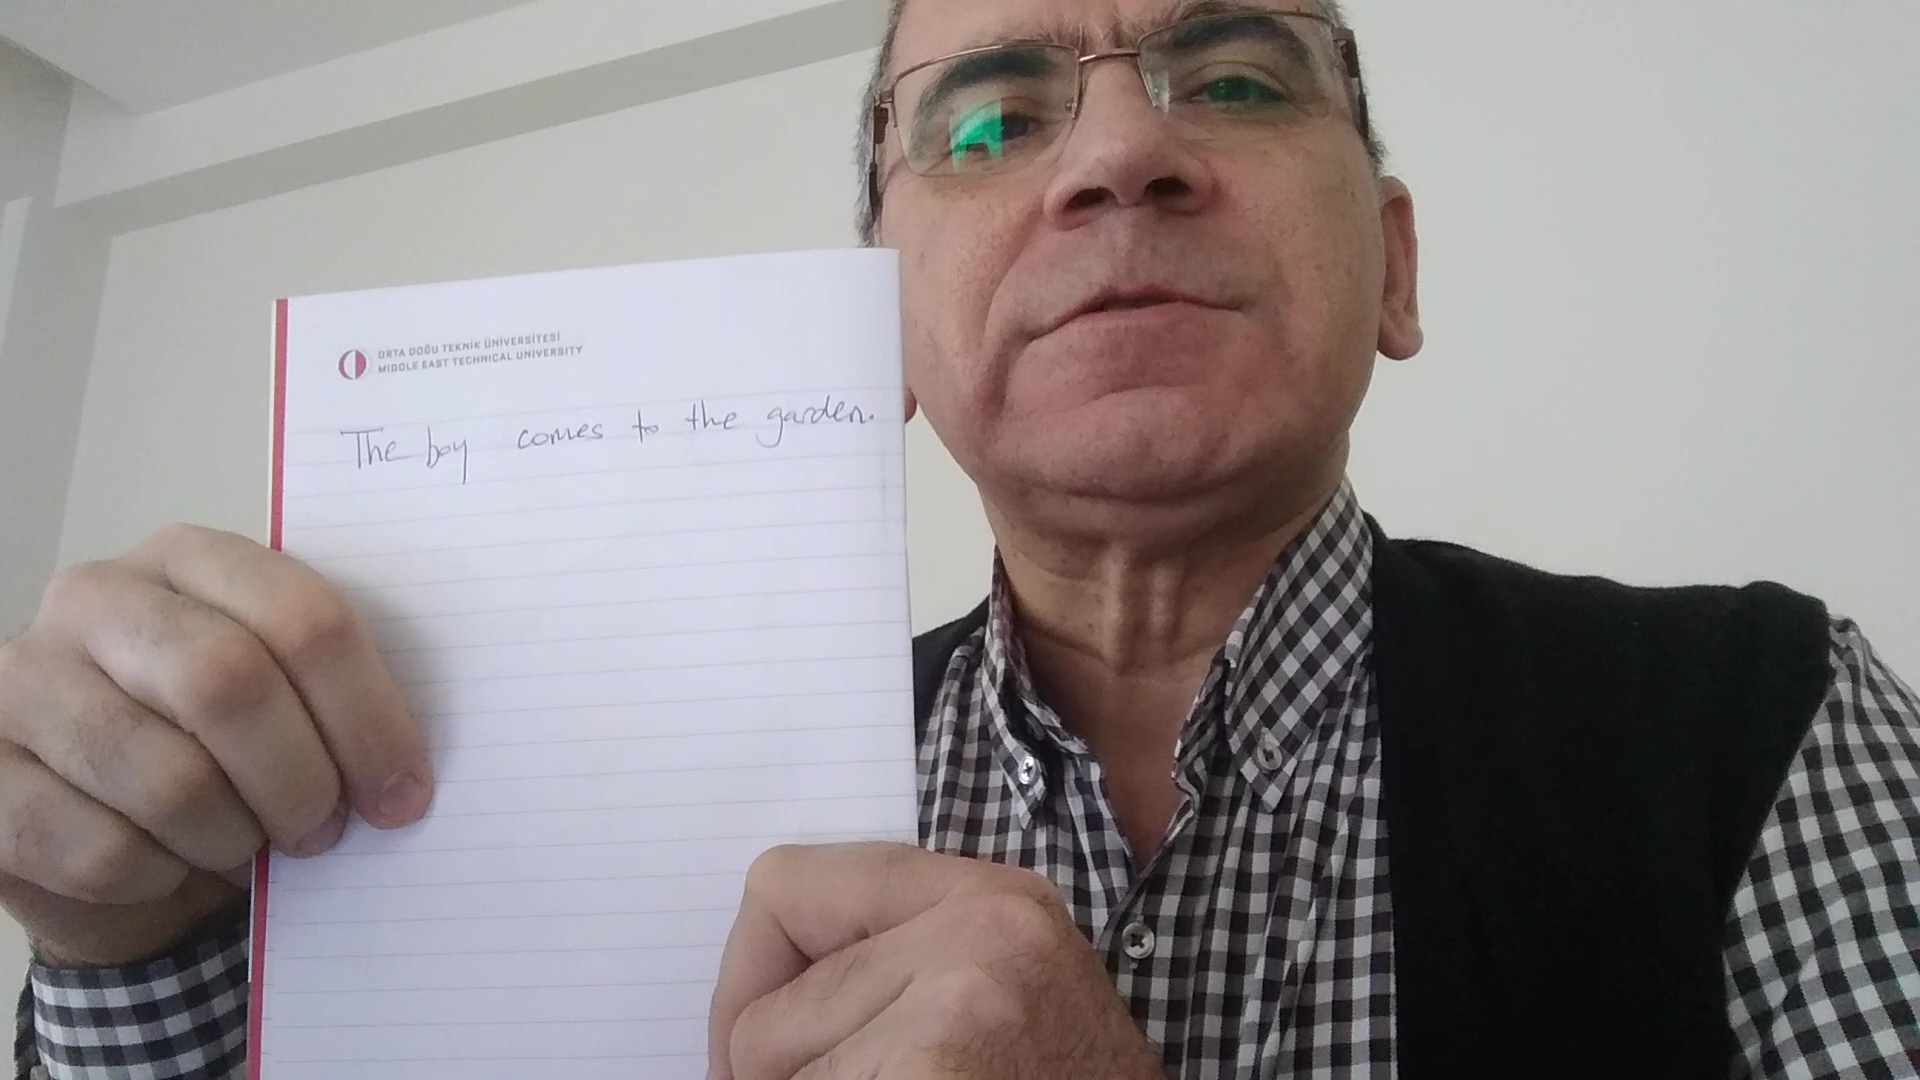 ORTA DOĞU TEKNİK ÜNİVERSİTESİ
MIDDLE EAST TECHNICAL UNIVERSITY
The boy comes to the garden.